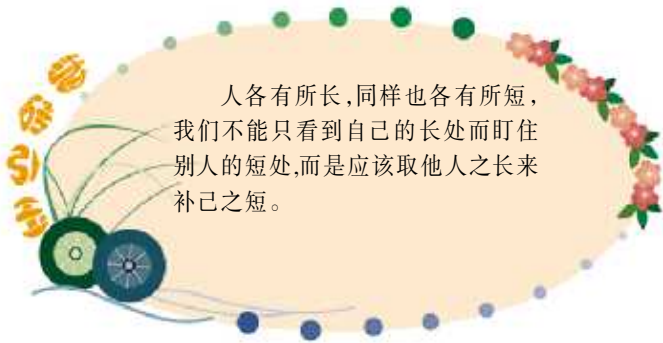 人各有所长,同样也各有所短,
我们不能只看到自己的长处而盯住
别人的短处,而是应该取他人之长来
补己之短。